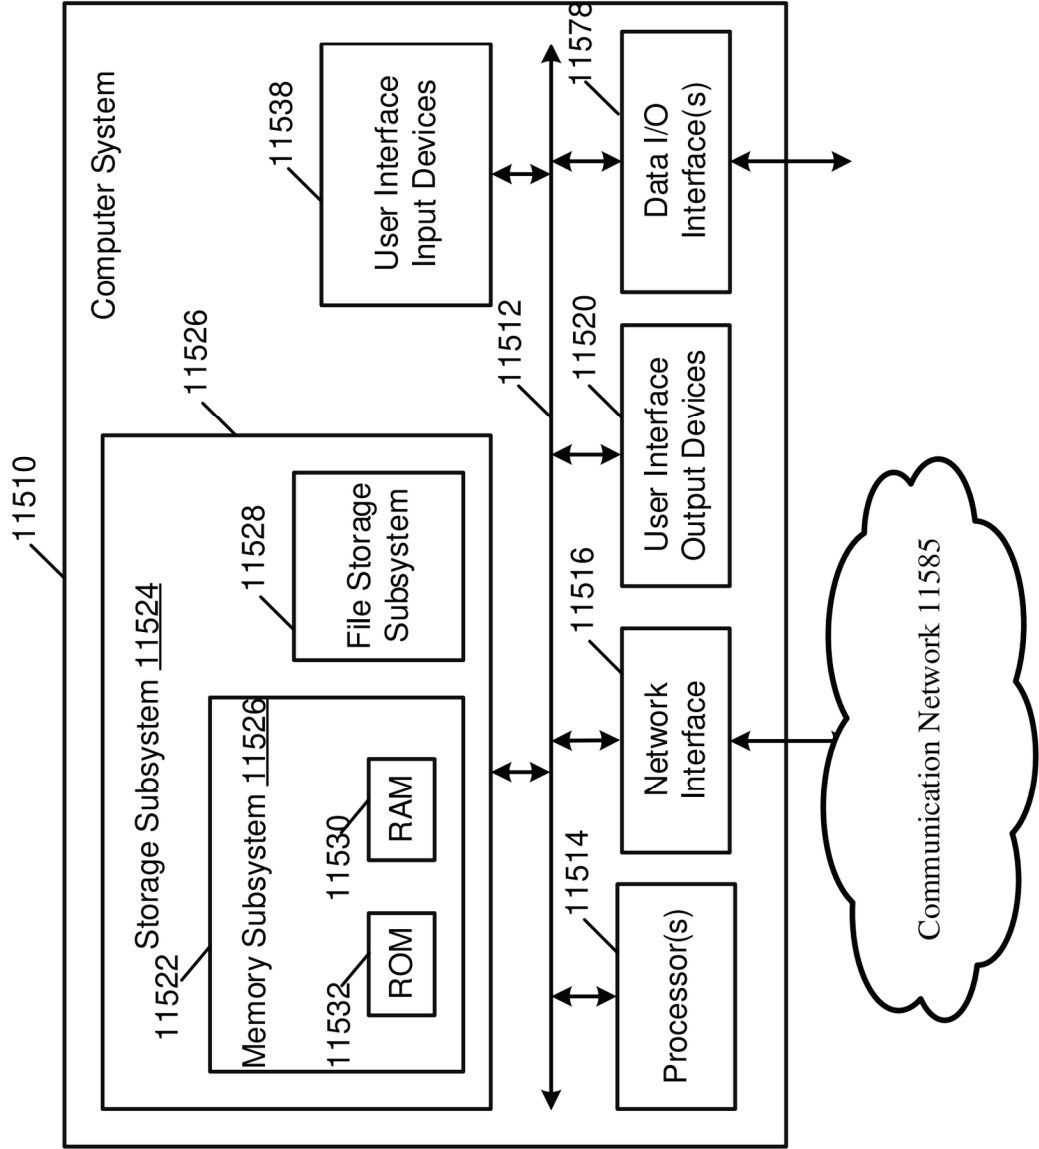 11510
Computer System
11526
Storage Subsystem 11524
11522
Memory Subsystem 11526
11528
File Storage
Subsystem
11538
User Interface
Input Devices
11532
ROM
11530
RAM
11512
11514
Processor(s)
11516
Network
Interface
11520
User Interface
Output Devices
11578
Data I/O
Interface(s)
Communication Network 11585